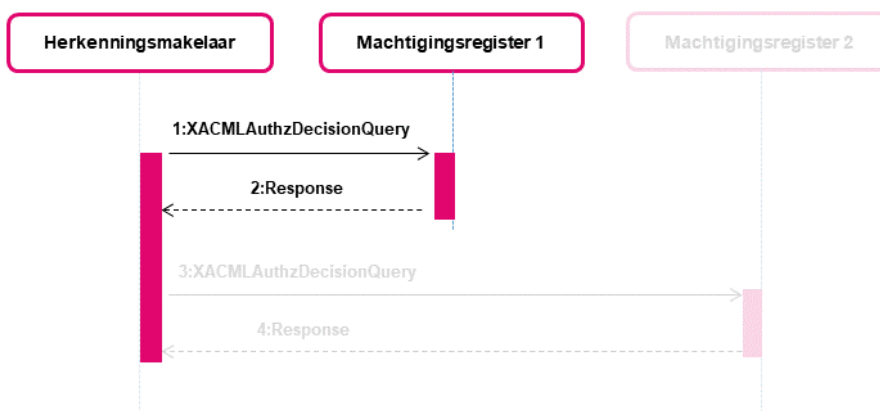 Herkenningsmakelaar
Machtigingsregister 1
Machtigingsregister 2
1:XACMLAuthzDecisionQuery
2:Response
3:XACMLAuthzDecisionQuery
4:Response